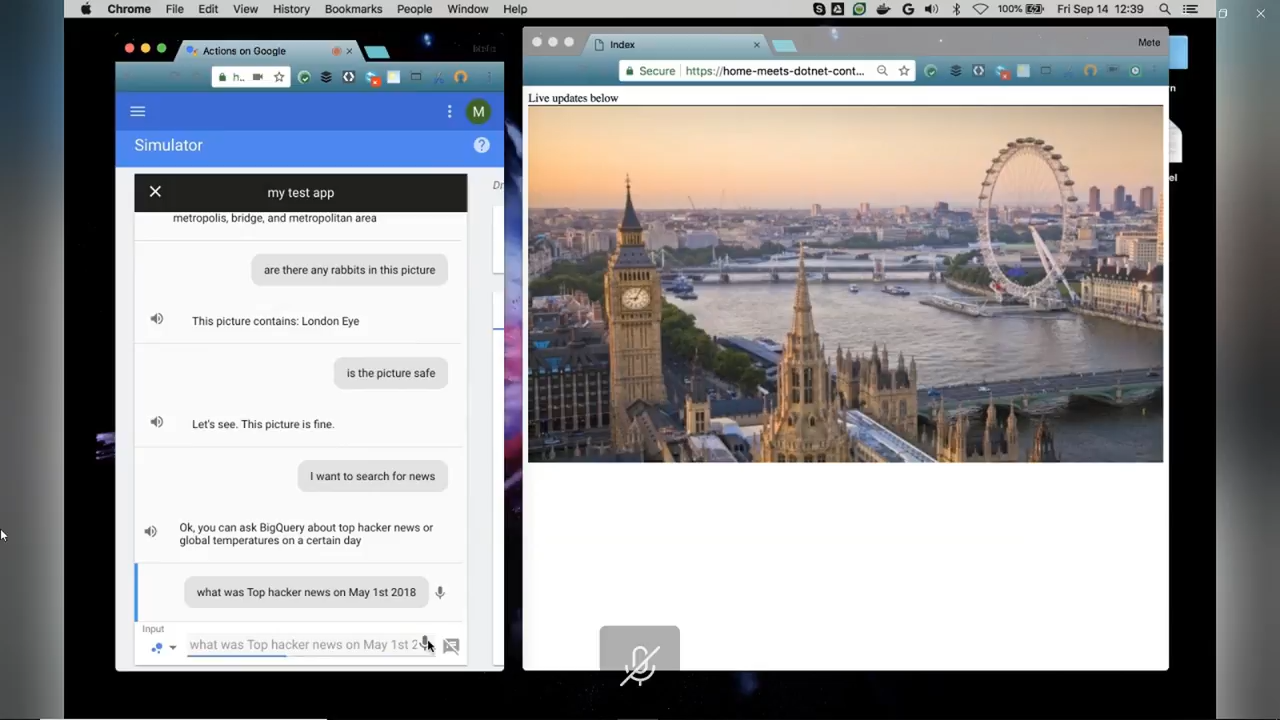 Chrome File Edit View History Bookmarks People Window Help
100% Fri Sep 14 12:39
Actions on Google
Index
Mete
h...
Secure https://home-meets-dotnet-cont...
M
Simulator
Live updates below
my test app
metropolis, bridge, and metropolitan area
are there any rabbits in this picture
This picture contains: London Eye
is the picture safe
Let's see. This picture is fine.
I want to search for news
Ok, you can ask BigQuery about top hacker news or
global temperatures on a certain day
what was Top hacker news on May 1st 2018
Input
what was Top hacker news on May 1st 2